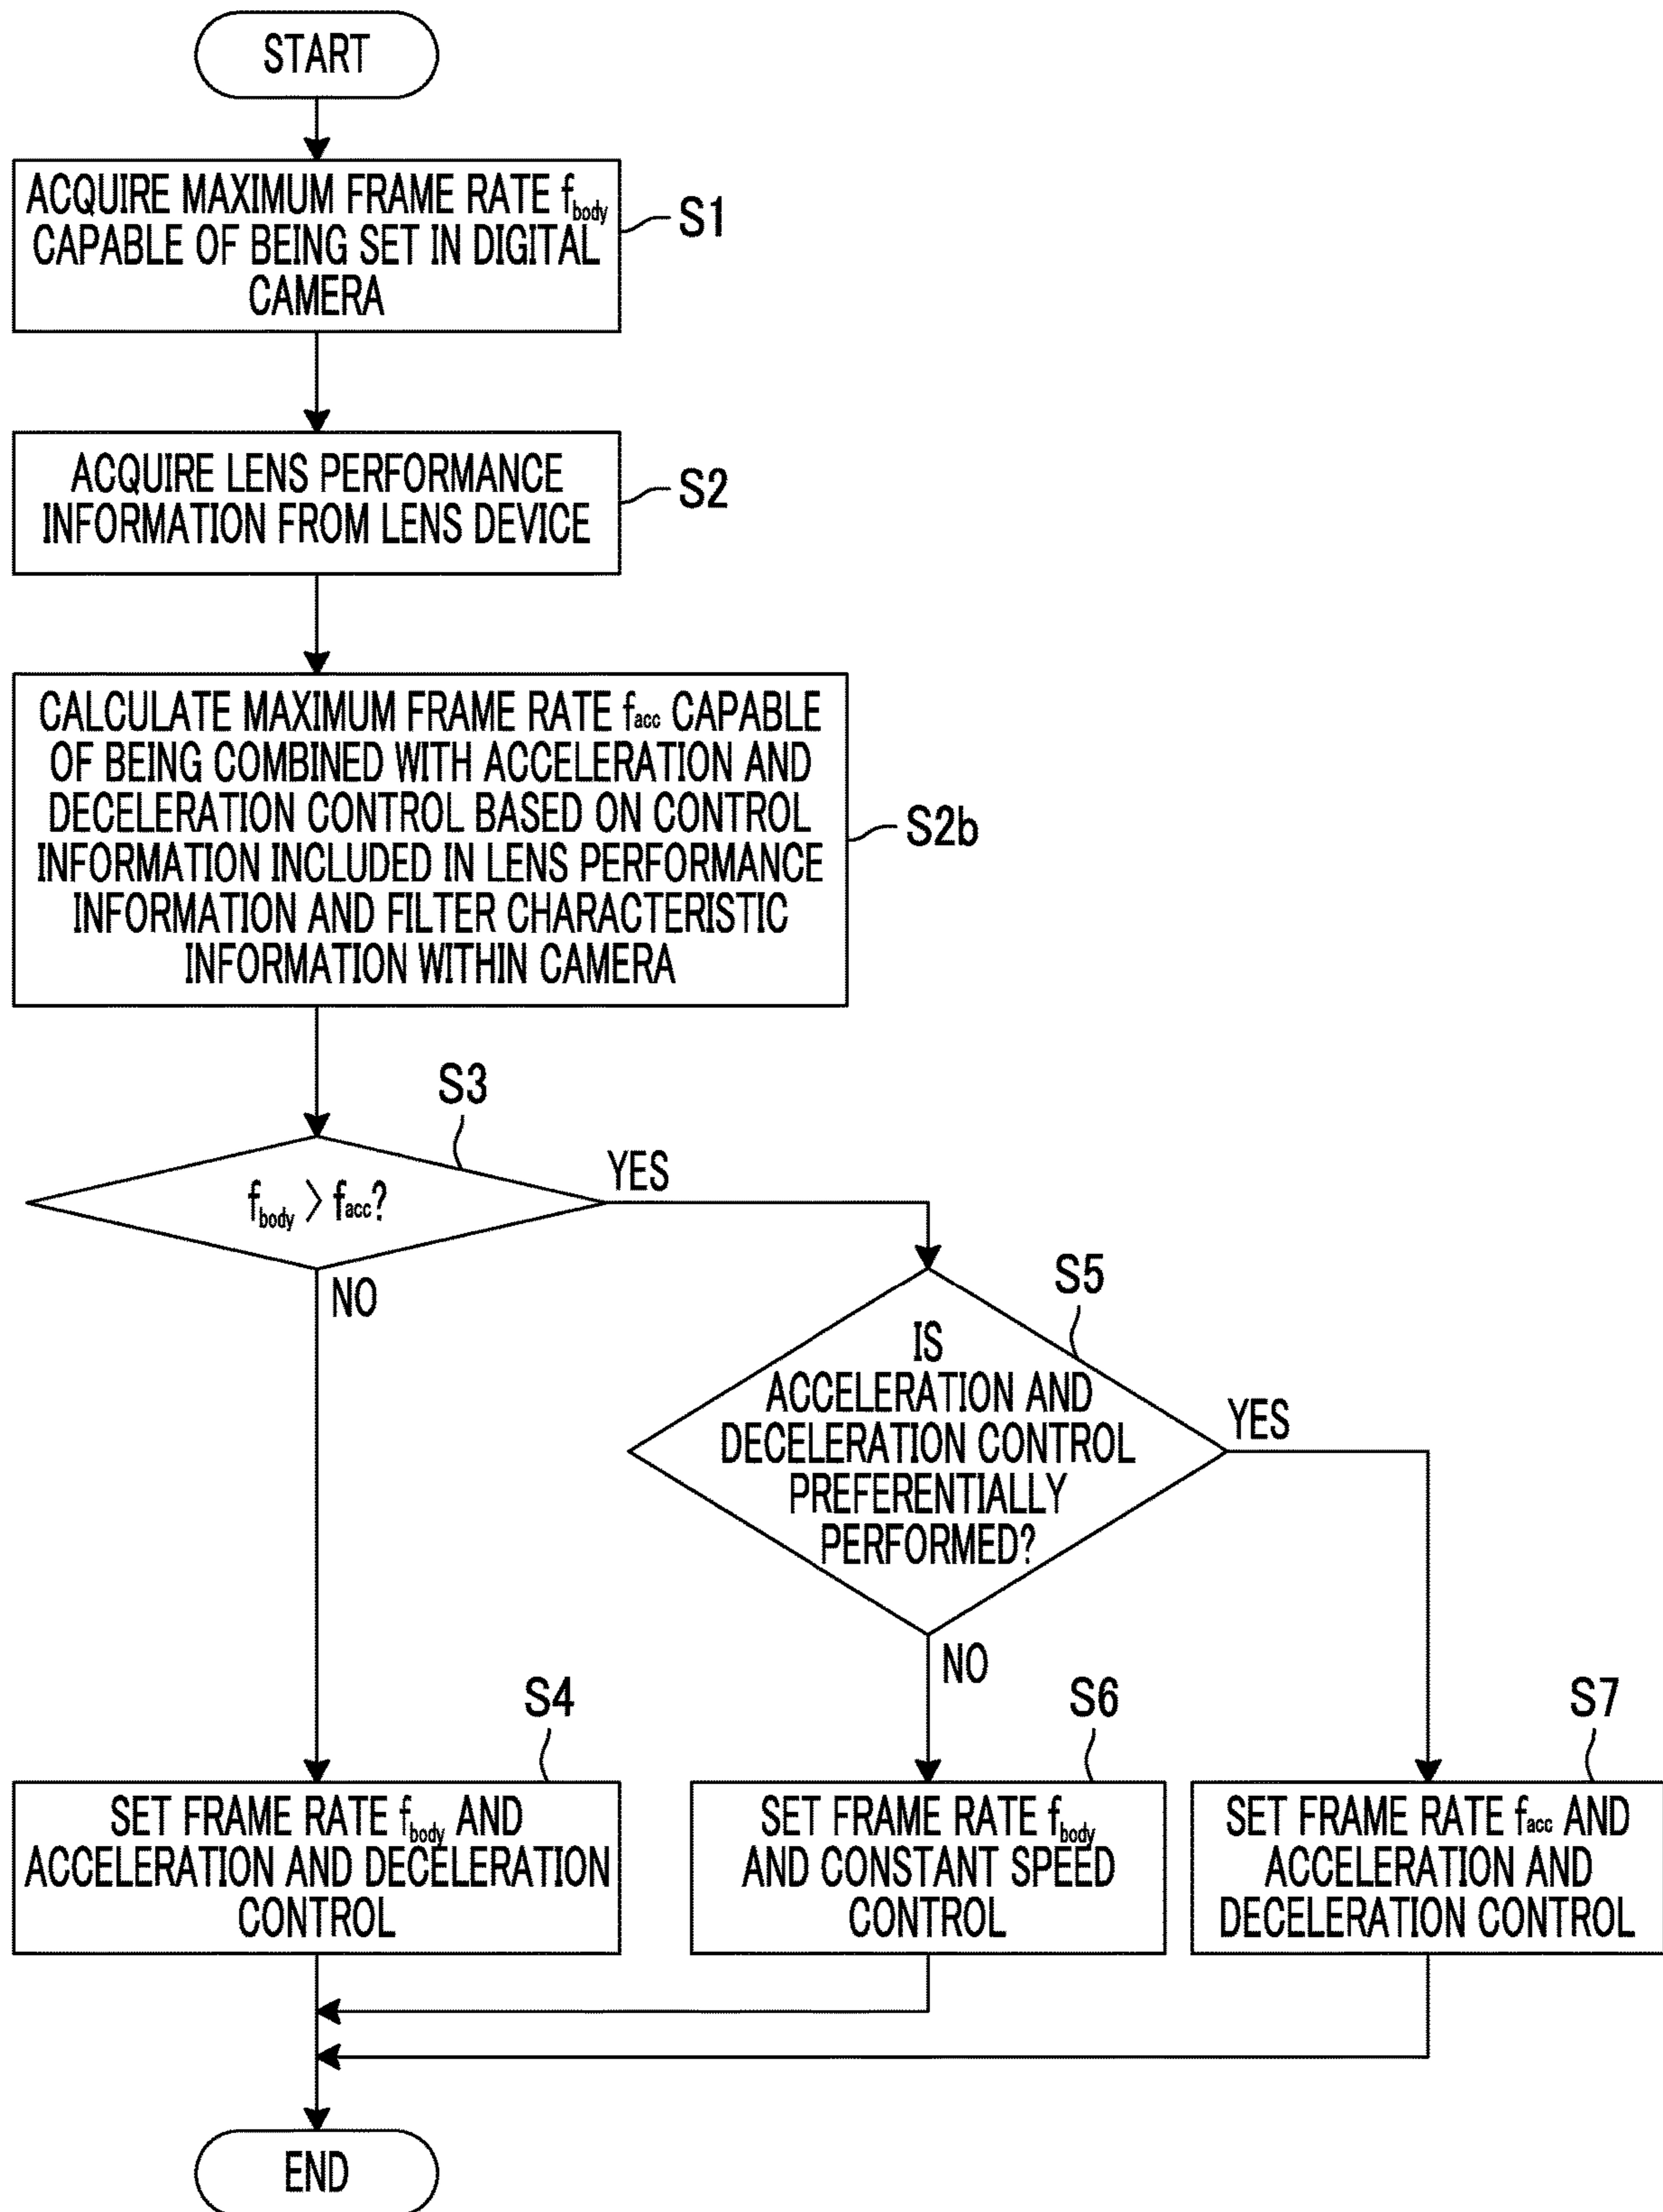 START
ACQUIRE MAXIMUM FRAME RATE fbody
CAPABLE OF BEING SET IN DIGITAL
CAMERA
S1
ACQUIRE LENS PERFORMANCE
INFORMATION FROM LENS DEVICE
S2
CALCULATE MAXIMUM FRAME RATE facc CAPABLE
OF BEING COMBINED WITH ACCELERATION AND
DECELERATION CONTROL BASED ON CONTROL
INFORMATION INCLUDED IN LENS PERFORMANCE
INFORMATION AND FILTER CHARACTERISTIC
INFORMATION WITHIN CAMERA
S2b
S3
fbody > facc?
YES
NO
S5
IS
ACCELERATION AND
DECELERATION CONTROL
PREFERENTIALLY
PERFORMED?
YES
NO
S4
SET FRAME RATE fbody AND
ACCELERATION AND DECELERATION
CONTROL
S6
SET FRAME RATE fbody
AND CONSTANT SPEED
CONTROL
S7
SET FRAME RATE facc AND
ACCELERATION AND
DECELERATION CONTROL
END